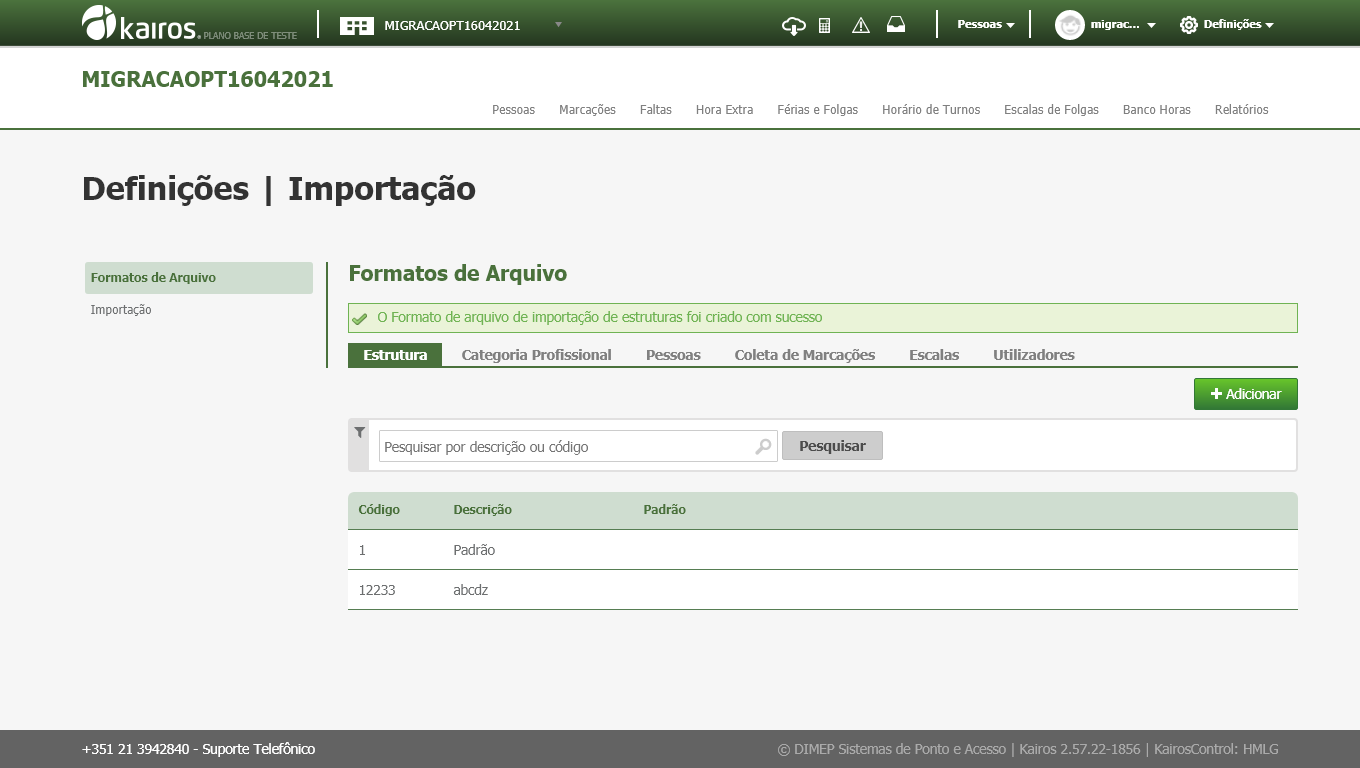 kairos. PLANO BASE DE TESTE MIGRACAOPT16042021 Pessoas migrac... Definições
MIGRACAOPT16042021
Pessoas Marcações Faltas Hora Extra Férias e Folgas Horário de Turnos Escalas de Folgas Banco Horas Relatórios
Definições | Importação
Formatos de Arquivo
Importação
Formatos de Arquivo
O Formato de arquivo de importação de estruturas foi criado com sucesso
Estrutura Categoria Profissional Pessoas Coleta de Marcações Escalas Utilizadores
+ Adicionar
Pesquisar por descrição ou código Pesquisar
Código Descrição Padrão
1 Padrão
12233 abcdz
+351 21 3942840 - Suporte Telefônico © DIMEP Sistemas de Ponto e Acesso | Kairos 2.57.22-1856 | KairosControl: HMLG